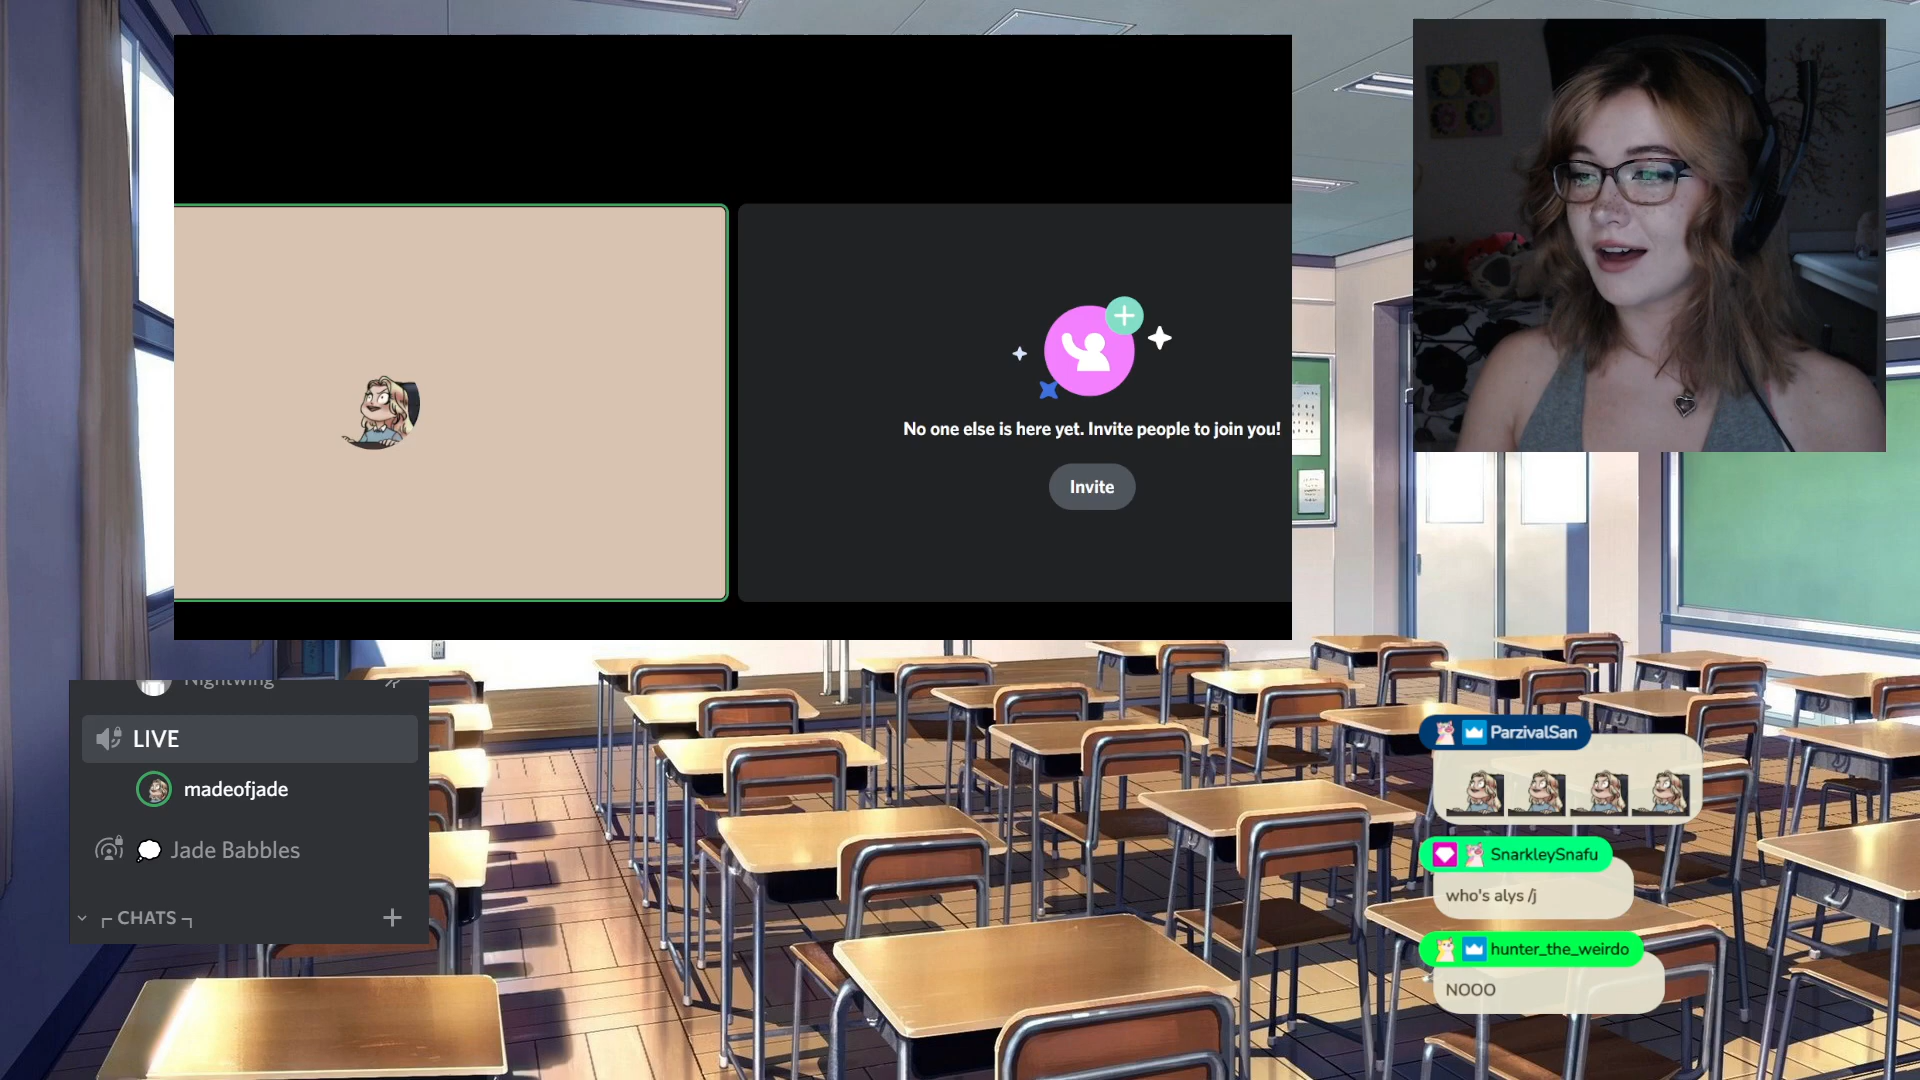 No one else is here yet. Invite people to join you!
Invite
Nightwing
LIVE
madeofjade
Jade Babbles
CHATS
ParzivalSan
SnarkleySnafu
who's alys /j
hunter_the_weirdo
NOOO